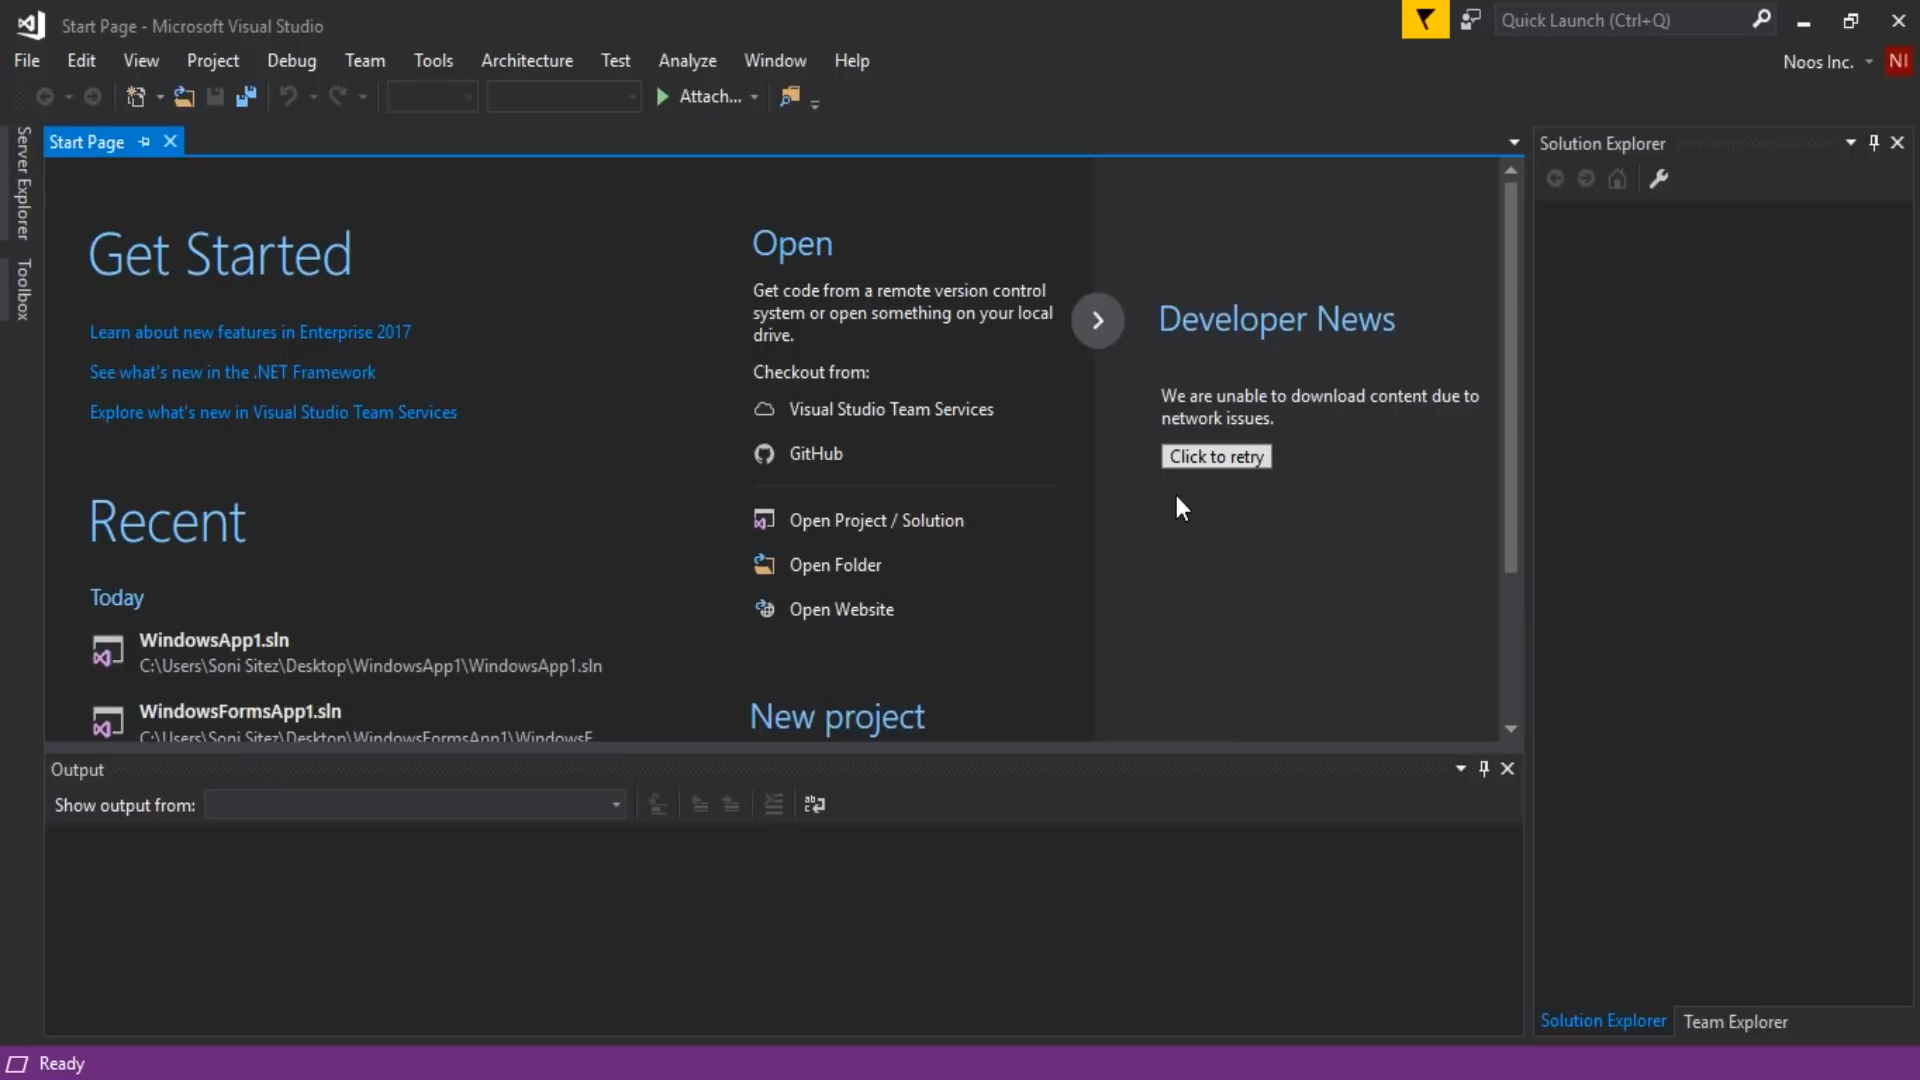 Start Page - Microsoft Visual Studio
Quick Launch (Ctrl+Q)
File Edit View Project Debug Team Tools Architecture Test Analyze Window Help
Noos Inc. NI
Attach...
Server Explorer
Toolbox
Start Page
Get Started
Learn about new features in Enterprise 2017
See what's new in the .NET Framework
Explore what's new in Visual Studio Team Services
Recent
Today
WindowsApp1.sln
C:\Users\Soni Sitez\Desktop\WindowsApp1\WindowsApp1.sln
WindowsFormsApp1.sln
C:\Users\Soni Sitez\Desktop\WindowsFormsApp1\WindowsF
Open
Get code from a remote version control
system or open something on your local
drive.
Checkout from:
Visual Studio Team Services
GitHub
Open Project / Solution
Open Folder
Open Website
New project
Developer News
We are unable to download content due to
network issues.
Click to retry
Solution Explorer
Output
Show output from:
Solution Explorer Team Explorer
Ready